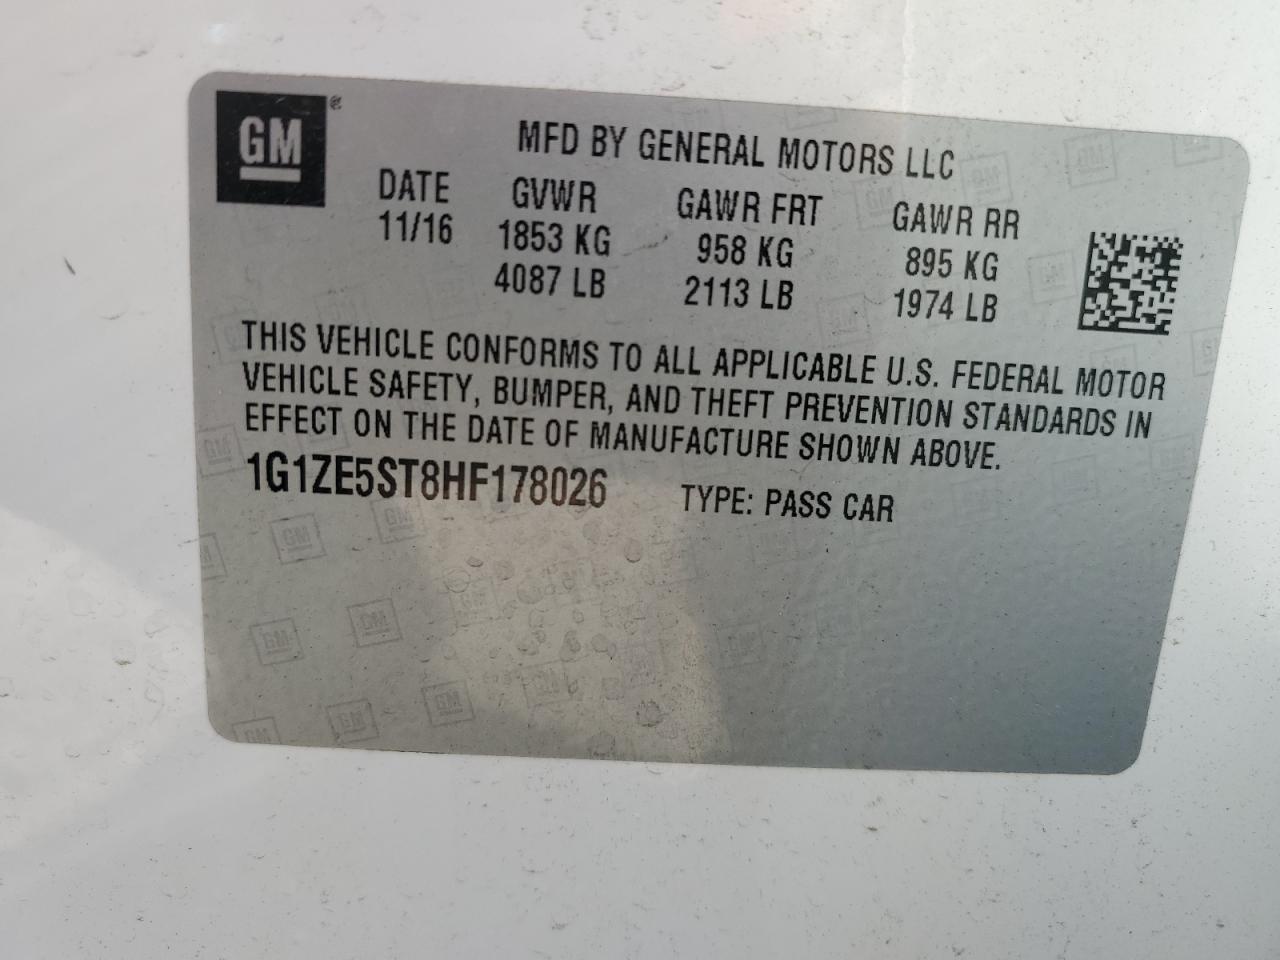 GM®
MFD BY GENERAL MOTORS LLC
DATE GVWR GAWR FRT GAWR RR
11/16 1853 KG 958 KG 895 KG
4087 LB 2113 LB 1974 LB
THIS VEHICLE CONFORMS TO ALL APPLICABLE U.S. FEDERAL MOTOR
VEHICLE SAFETY, BUMPER, AND THEFT PREVENTION STANDARDS IN
EFFECT ON THE DATE OF MANUFACTURE SHOWN ABOVE.
1G1ZE5ST8HF178026 TYPE: PASS CAR